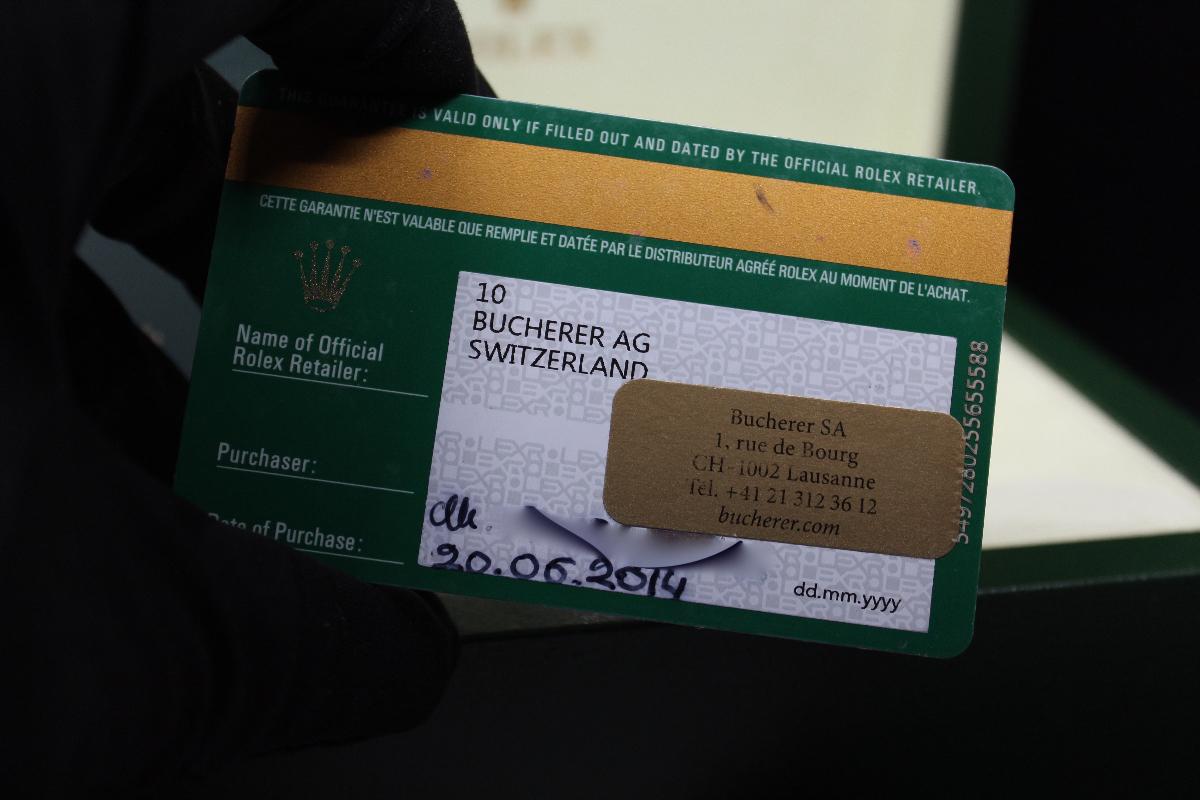 THIS GUARANTEE IS VALID ONLY IF FILLED OUT AND DATED BY THE OFFICIAL ROLEX RETAILER.
CETTE GARANTIE N'EST VALABLE QUE REMPLIE ET DATÉE PAR LE DISTRIBUTEUR AGRÉÉ ROLEX AU MOMENT DE L'ACHAT.
10
BUCHERER AG
SWITZERLAND
Name of Official
Rolex Retailer:
Bucherer SA
1, rue de Bourg
CH-1002 Lausanne
Tél. +41 21 312 36 12
bucherer.com
Purchaser:
Date of Purchase:
20.06.2014
dd.mm.yyyy